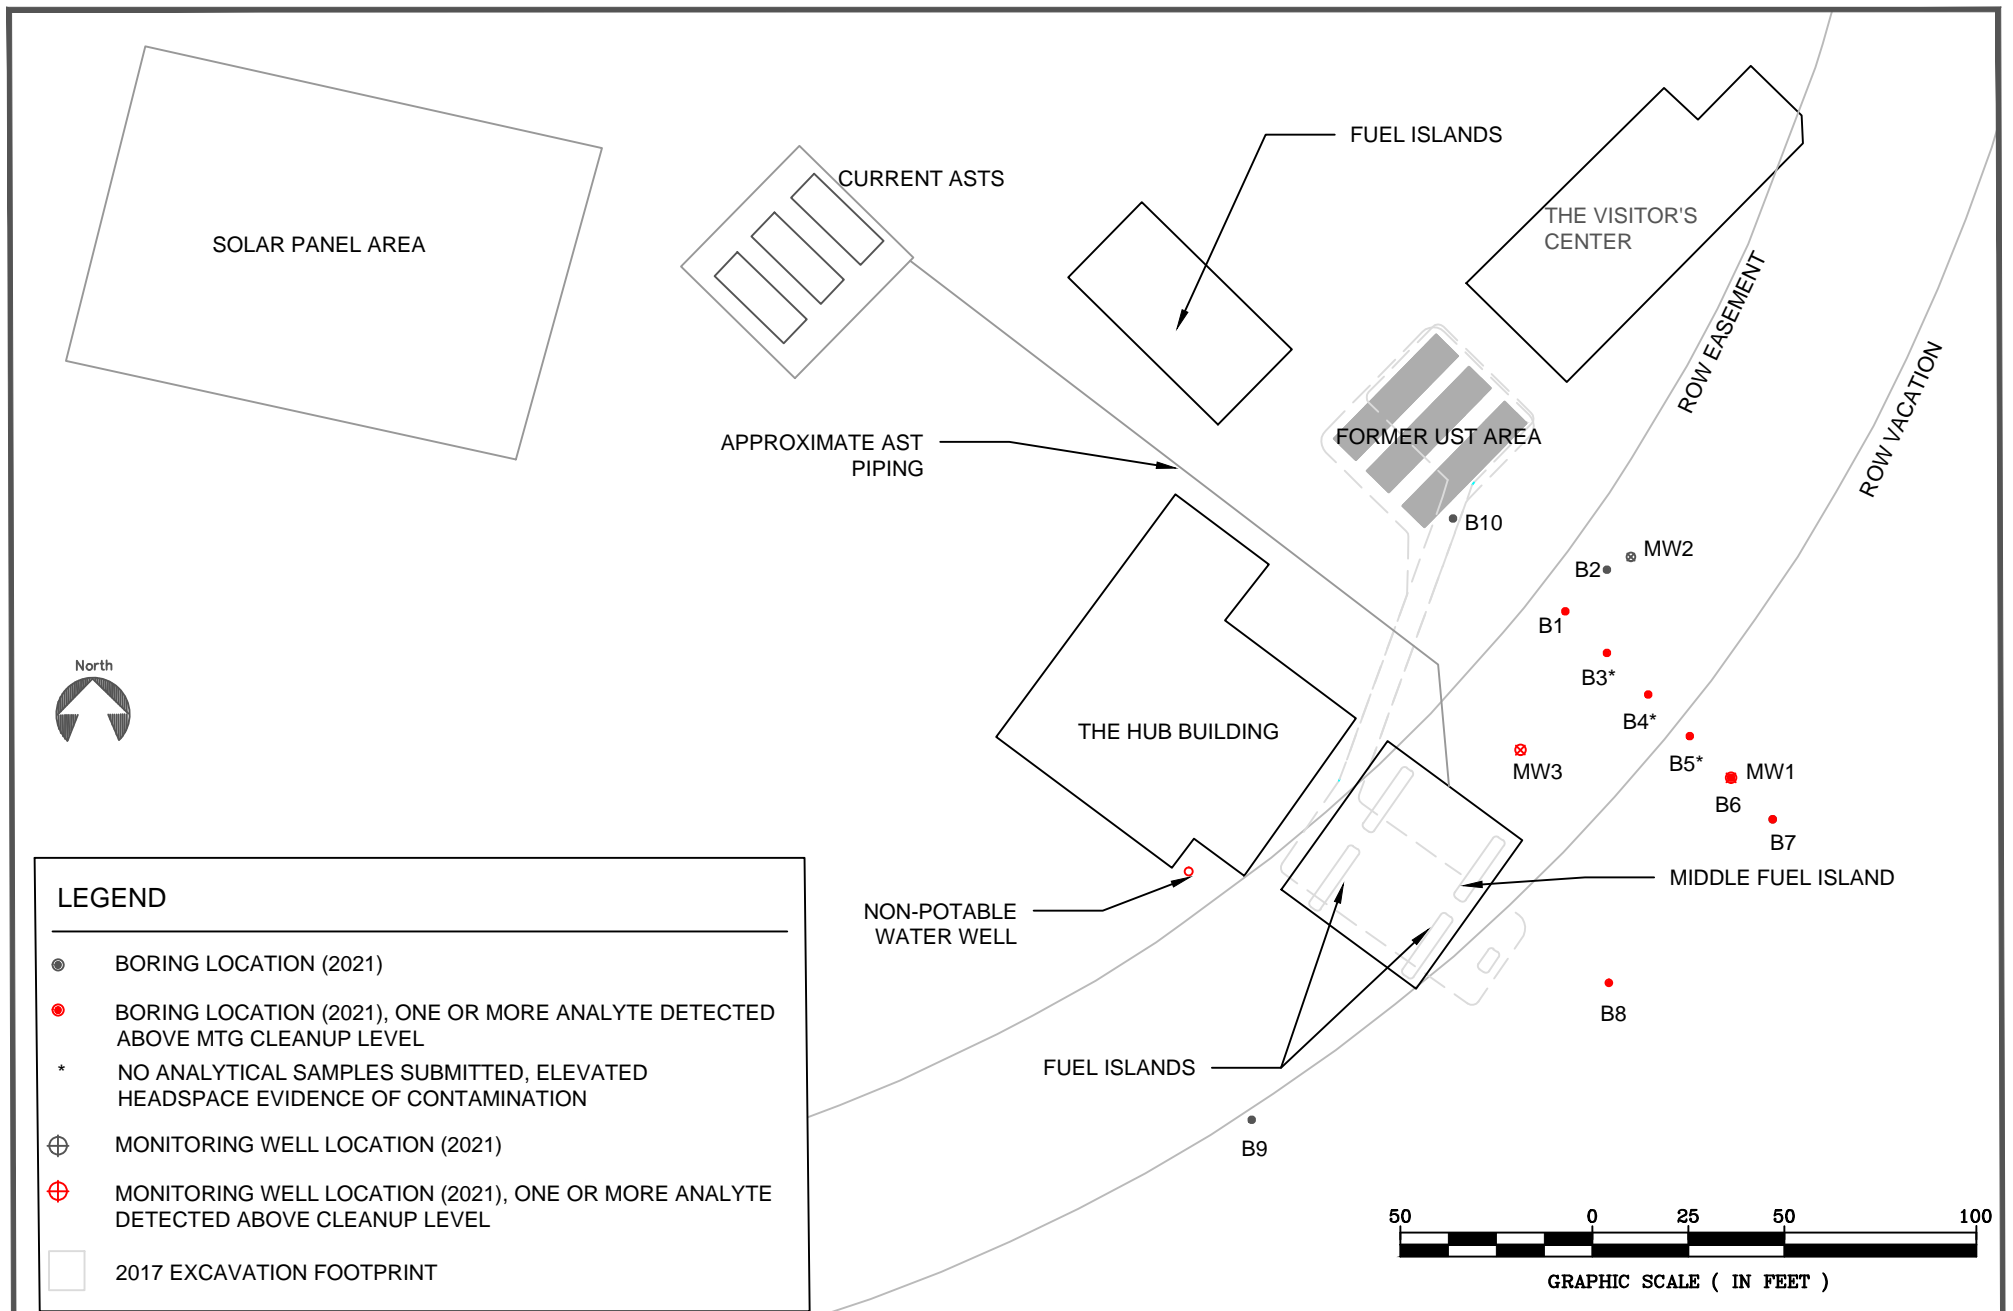 FUEL ISLANDS
CURRENT ASTS
SOLAR PANEL AREA
THE VISITOR'S
CENTER
ROW EASEMENT
ROW VACATION
APPROXIMATE AST
PIPING
FORMER UST AREA
B10
MW2
B2
B1
B3*
B4*
B5*
MW1
B6
B7
MW3
North
THE HUB BUILDING
MIDDLE FUEL ISLAND
NON-POTABLE
WATER WELL
B8
FUEL ISLANDS
B9
LEGEND
BORING LOCATION (2021)
BORING LOCATION (2021), ONE OR MORE ANALYTE DETECTED
ABOVE MTG CLEANUP LEVEL
* NO ANALYTICAL SAMPLES SUBMITTED, ELEVATED
HEADSPACE EVIDENCE OF CONTAMINATION
MONITORING WELL LOCATION (2021)
MONITORING WELL LOCATION (2021), ONE OR MORE ANALYTE
DETECTED ABOVE CLEANUP LEVEL
2017 EXCAVATION FOOTPRINT
50 0 25 50 100
GRAPHIC SCALE ( IN FEET )